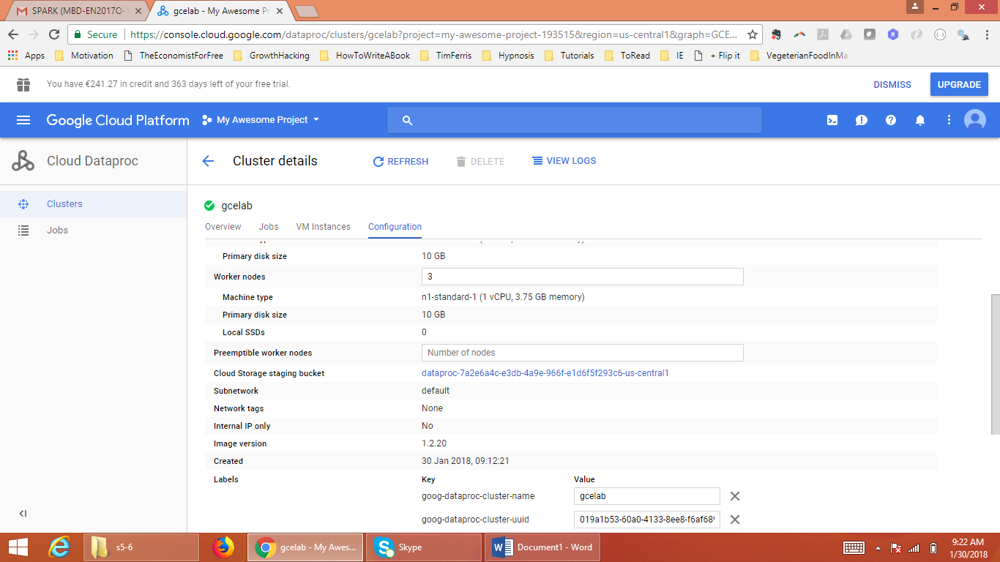 SPARK (MBD-EN2017O-
gcelab - My Awesome Pr
Secure
https://console.cloud.google.com/dataproc/clusters/gcelab?project=my-awesome-project-193515&region=us-central1&graph=GCE...
Apps
Motivation
TheEconomistForFree
GrowthHacking
HowToWriteABook
TimFerris
Hypnosis
Tutorials
ToRead
IE
+ Flip it
VegeterianFoodInMa
You have €241.27 in credit and 363 days left of your free trial.
DISMISS
UPGRADE
Google Cloud Platform
My Awesome Project
Cloud Dataproc
Cluster details
REFRESH
DELETE
VIEW LOGS
Clusters
Jobs
gcelab
Overview
Jobs
VM Instances
Configuration
Primary disk size 10 GB
Worker nodes 3
Machine type n1-standard-1 (1 vCPU, 3.75 GB memory)
Primary disk size 10 GB
Local SSDs 0
Preemptible worker nodes Number of nodes
Cloud Storage staging bucket dataproc-7a2e6a4c-e3db-4a9e-966f-e1d6f5f293c6-us-central1
Subnetwork default
Network tags None
Internal IP only No
Image version 1.2.20
Created 30 Jan 2018, 09:12:21
Labels Key Value
goog-dataproc-cluster-name gcelab
goog-dataproc-cluster-uuid 019a1b53-60a0-4133-8ee8-f6af689
s5-6
gcelab - My Awes...
Skype
Document1 - Word
9:22 AM
1/30/2018